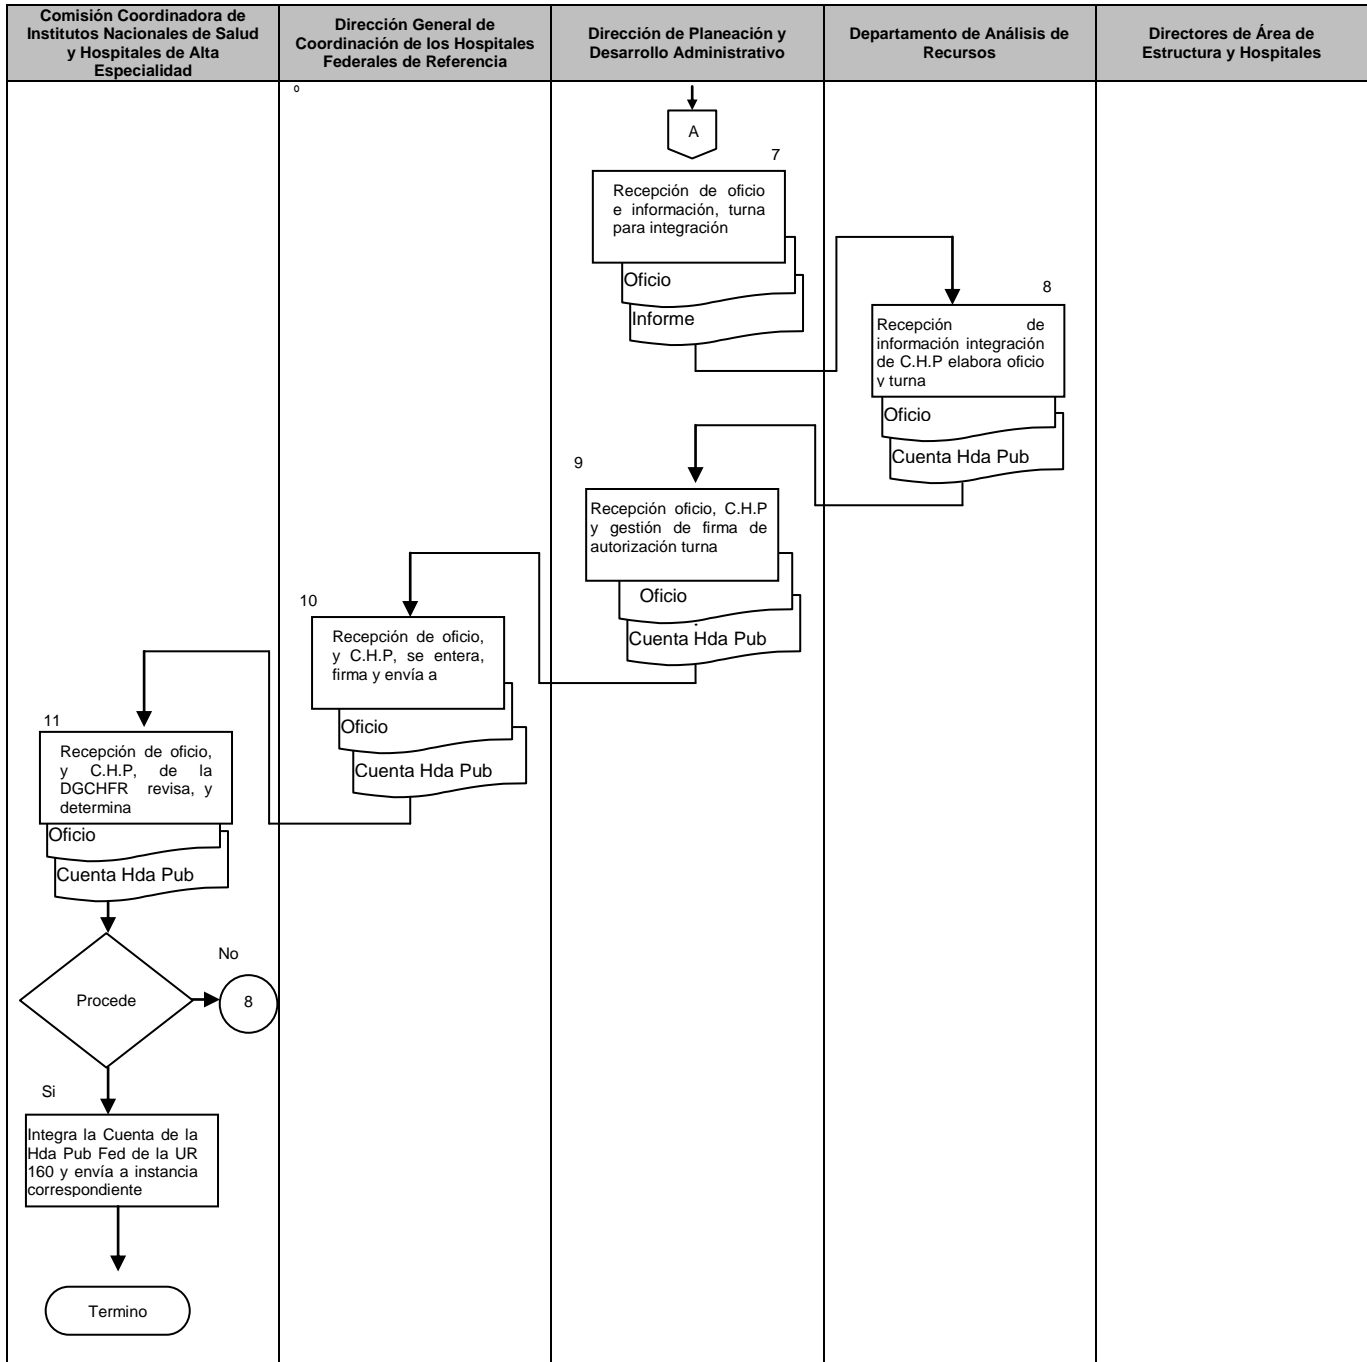 Comisión Coordinadora de
Institutos Nacionales de Salud
y Hospitales de Alta
Especialidad
Dirección General de
Coordinación de los Hospitales
Federales de Referencia
Dirección de Planeación y
Desarrollo Administrativo
Departamento de Análisis de
Recursos
Directores de Área de
Estructura y Hospitales
o
A
7
Recepción de oficio
e información, turna
para integración
Oficio
Informe
8
Recepción de
información integración
de C.H.P elabora oficio
y turna
Oficio
Cuenta Hda Pub
9
Recepción oficio, C.H.P
y gestión de firma de
autorización turna
Oficio
Cuenta Hda Pub
10
Recepción de oficio,
y C.H.P, se entera,
firma y envía a
Oficio
Cuenta Hda Pub
11
Recepción de oficio,
y C.H.P, de la
DGCHFR revisa, y
determina
Oficio
Cuenta Hda Pub
No
Procede
8
Si
Integra la Cuenta de la
Hda Pub Fed de la UR
160 y envía a instancia
correspondiente
Termino